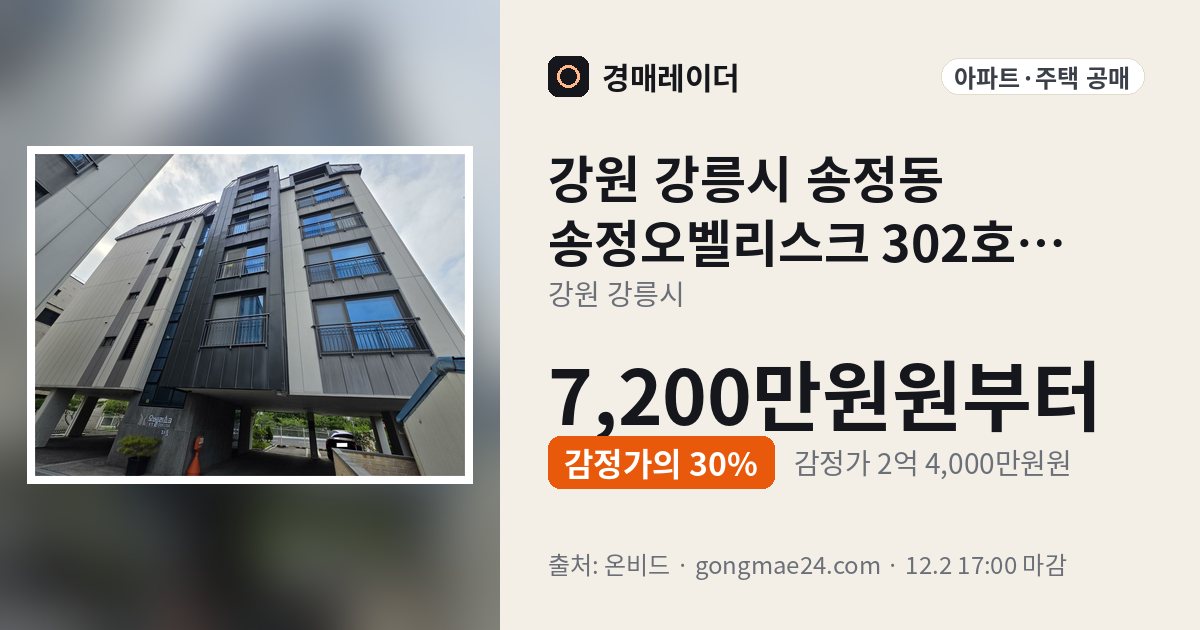 경매레이더
아파트·주택 공매
강원 강릉시 송정동
송정오벨리스크 302호…
강원 강릉시
7,200만원원부터
감정가의 30%
감정가 2억 4,000만원원
출처: 온비드 · gongmae24.com · 12.2 17:00 마감